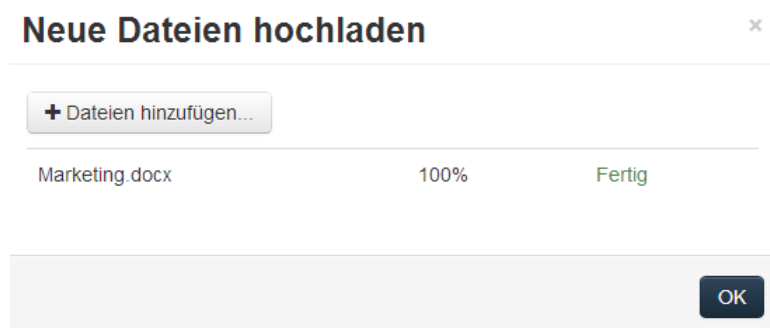 Neue Dateien hochladen ×
+ Dateien hinzufügen...
Marketing.docx 100% Fertig
OK